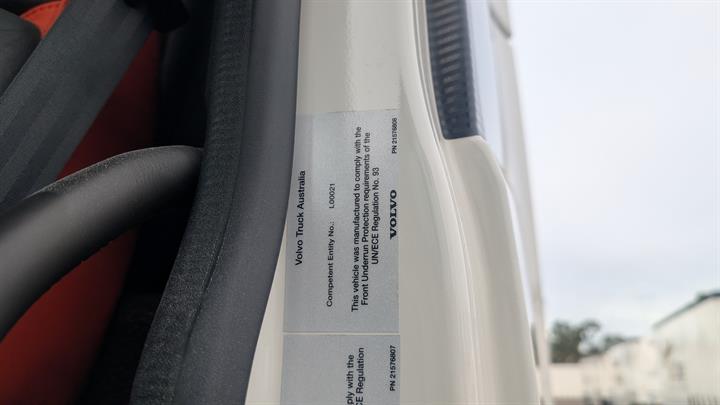 Volvo Truck Australia
Competent Entity No.: L00021
This vehicle was manufactured to comply with the
Front Underrun Protection requirements of the
UN/ECE Regulation No. 93
VOLVO
PN 21576808
ply with the
CE Regulation
PN 21576807